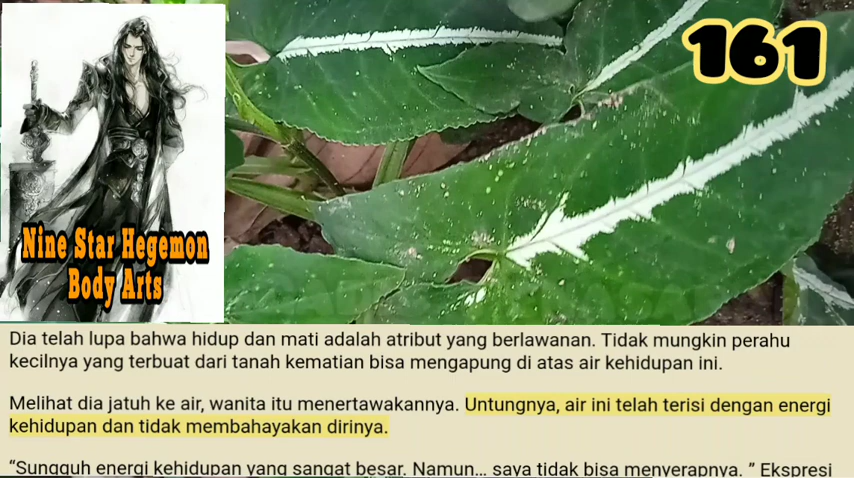 161
Nine Star Hegemon
Body Arts
Dia telah lupa bahwa hidup dan mati adalah atribut yang berlawanan. Tidak mungkin perahu
kecilnya yang terbuat dari tanah kematian bisa mengapung di atas air kehidupan ini.
Melihat dia jatuh ke air, wanita itu menertawakannya. Untungnya, air ini telah terisi dengan energi
kehidupan dan tidak membahayakan dirinya.
“Sungguh energi kehidupan yang sangat besar. Namun… saya tidak bisa menyerapnya. ” Ekspresi